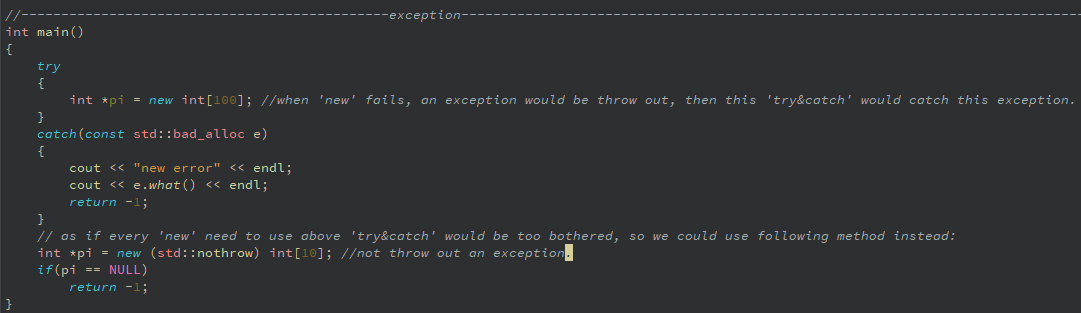 //----------------------------------------------exception------------------------------------------------------------------------------
int main()
{
    try
    {
        int *pi = new int[100]; //when 'new' fails, an exception would be throw out, then this 'try&catch' would catch this exception.
    }
    catch(const std::bad_alloc e)
    {
        cout << "new error" << endl;
        cout << e.what() << endl;
        return -1;
    }
    // as if every 'new' need to use above 'try&catch' would be too bothered, so we could use following method instead:
    int *pi = new (std::nothrow) int[10]; //not throw out an exception.
    if(pi == NULL)
        return -1;
}